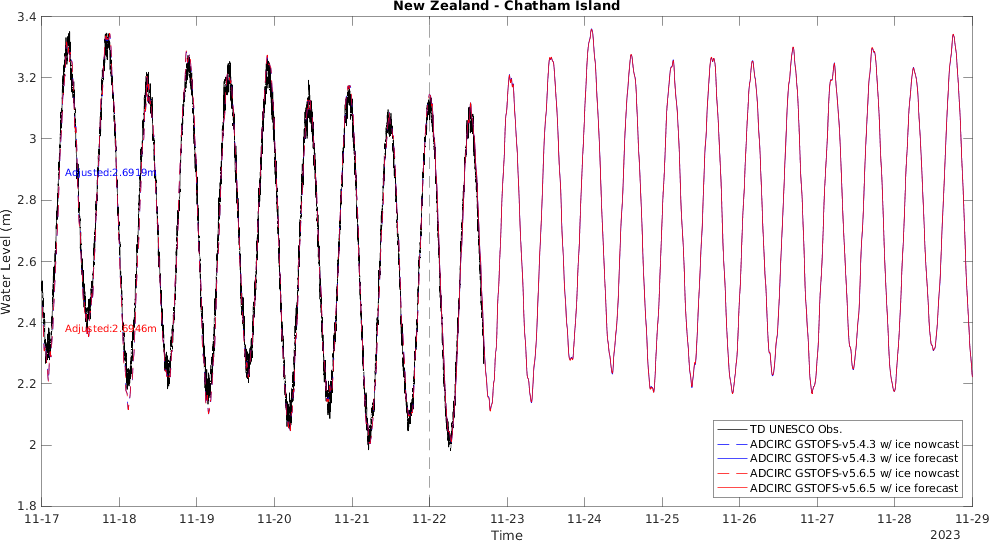 New Zealand - Chatham Island
3.4
3.2
3
2.8
2.6
2.4
2.2
2
1.8
Water Level (m)
Adjusted:2.6919m
Adjusted:2.6946m
TD UNESCO Obs.
ADCIRC GSTOFS-v5.4.3 w/ ice nowcast
ADCIRC GSTOFS-v5.4.3 w/ ice forecast
ADCIRC GSTOFS-v5.6.5 w/ ice nowcast
ADCIRC GSTOFS-v5.6.5 w/ ice forecast
11-17 11-18 11-19 11-20 11-21 11-22 11-23 11-24 11-25 11-26 11-27 11-28 11-29
Time
2023